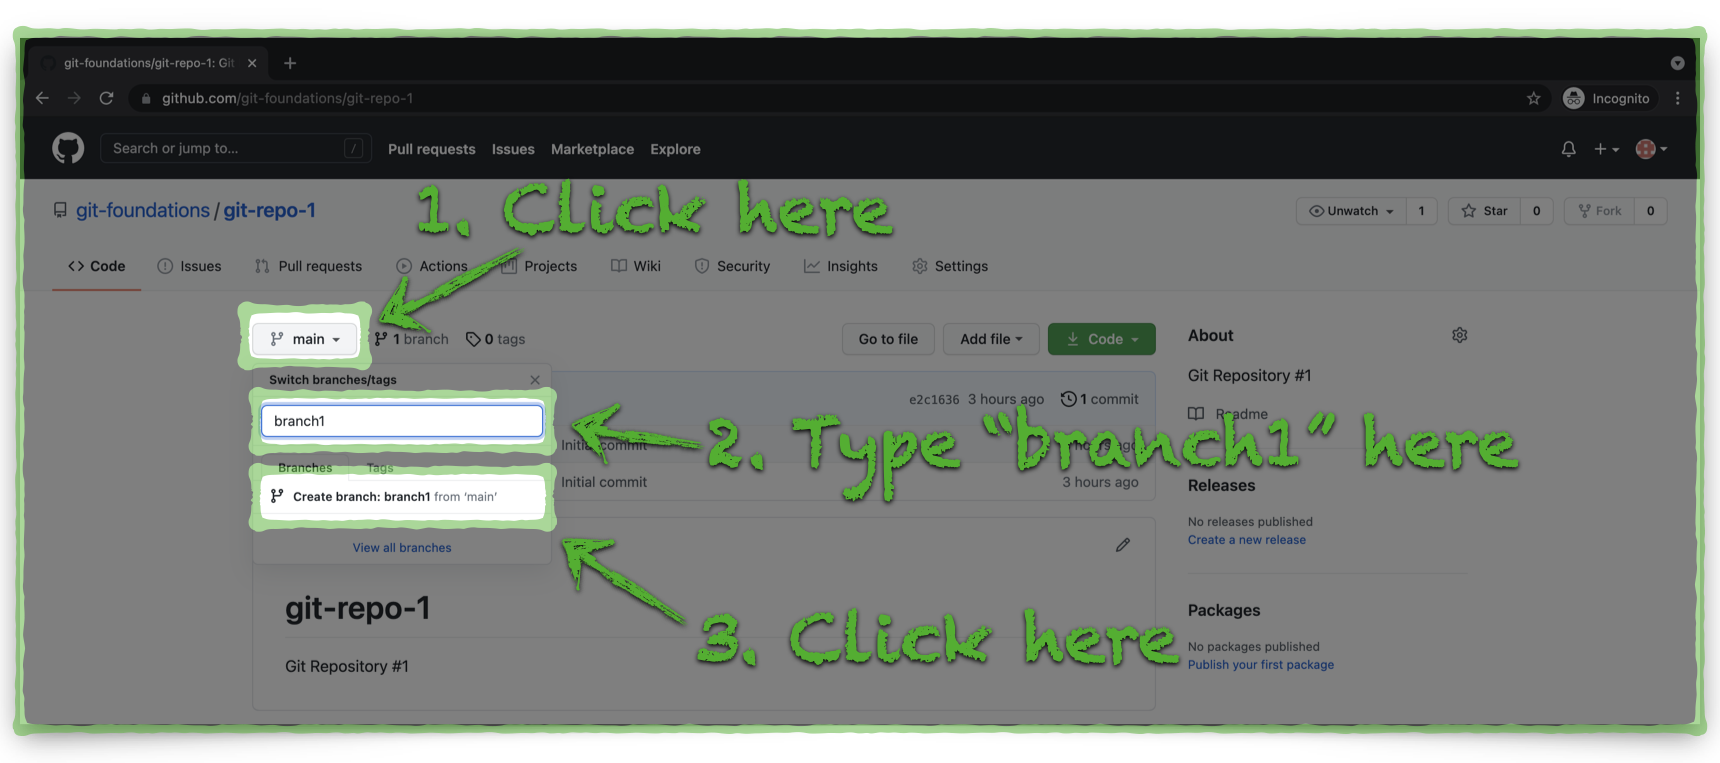 git-foundations/git-repo-1: Git
github.com/git-foundations/git-repo-1
Incognito
Search or jump to...
/
Pull requests
Issues
Marketplace
Explore
git-foundations / git-repo-1
Unwatch
1
Star
0
Fork
0
1. Click here
Code
Issues
Pull requests
Actions
Projects
Wiki
Security
Insights
Settings
main
1 branch
0 tags
Go to file
Add file
Code
About
Switch branches/tags
Git Repository #1
branch1
e2c1636 3 hours ago
1 commit
Readme
2. Type “branch1” here
Initial commit
Branches
Tags
Create branch: branch1 from ‘main’
Initial commit
3 hours ago
Releases
No releases published
Create a new release
View all branches
git-repo-1
3. Click here
Git Repository #1
Packages
No packages published
Publish your first package